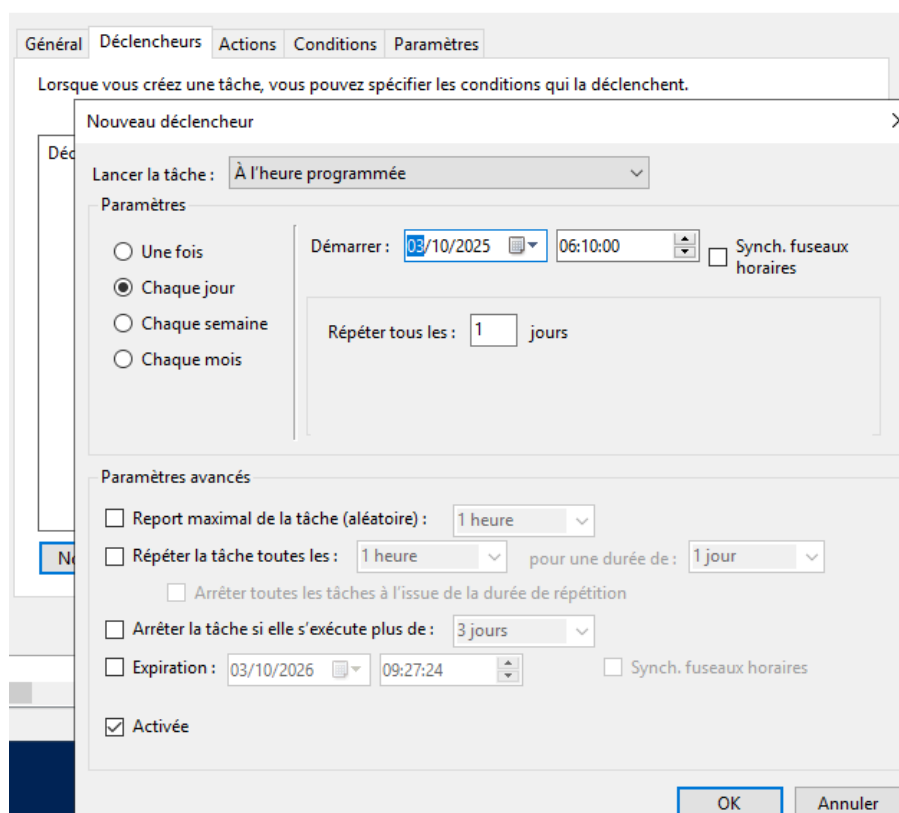 Général Déclencheurs Actions Conditions Paramètres
Lorsque vous créez une tâche, vous pouvez spécifier les conditions qui la déclenchent.
Nouveau déclencheur
Lancer la tâche : À l'heure programmée
Paramètres
Une fois
Chaque jour
Chaque semaine
Chaque mois
Démarrer : 03/10/2025 06:10:00 Synch. fuseaux
horaires
Répéter tous les : 1 jours
Paramètres avancés
Report maximal de la tâche (aléatoire) : 1 heure
Répéter la tâche toutes les : 1 heure pour une durée de : 1 jour
Arrêter toutes les tâches à l'issue de la durée de répétition
Arrêter la tâche si elle s'exécute plus de : 3 jours
Expiration : 03/10/2026 09:27:24 Synch. fuseaux horaires
Activée
OK Annuler